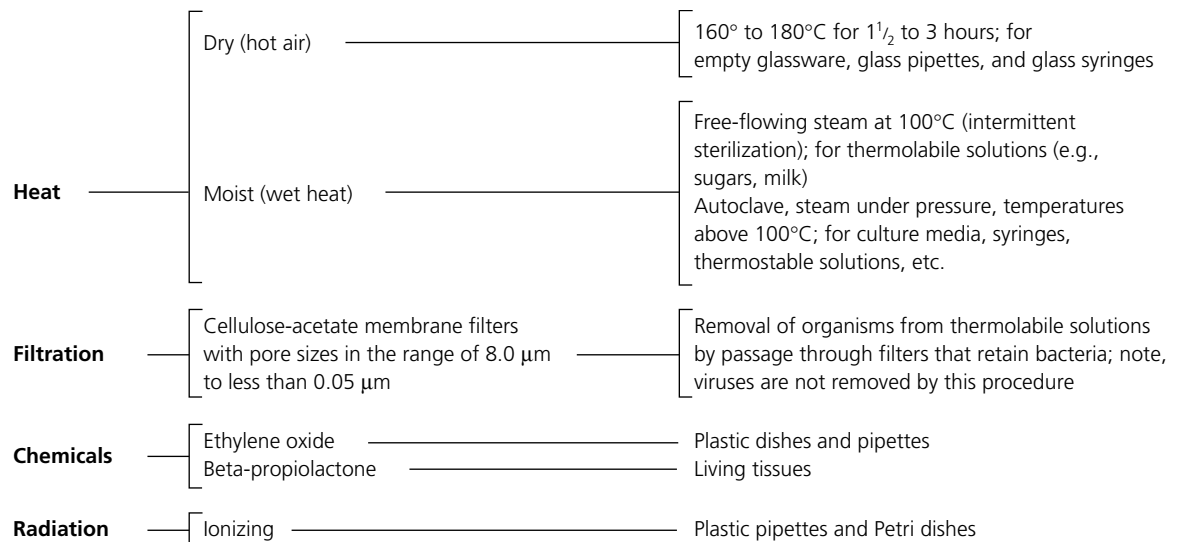 Heat
Dry (hot air)
160° to 180°C for 1 1/2 to 3 hours; for
empty glassware, glass pipettes, and glass syringes
Moist (wet heat)
Free-flowing steam at 100°C (intermittent
sterilization); for thermolabile solutions (e.g.,
sugars, milk)
Autoclave, steam under pressure, temperatures
above 100°C; for culture media, syringes,
thermostable solutions, etc.
Filtration
Cellulose-acetate membrane filters
with pore sizes in the range of 8.0 μm
to less than 0.05 μm
Removal of organisms from thermolabile solutions
by passage through filters that retain bacteria; note,
viruses are not removed by this procedure
Chemicals
Ethylene oxide
Plastic dishes and pipettes
Beta-propiolactone
Living tissues
Radiation
Ionizing
Plastic pipettes and Petri dishes